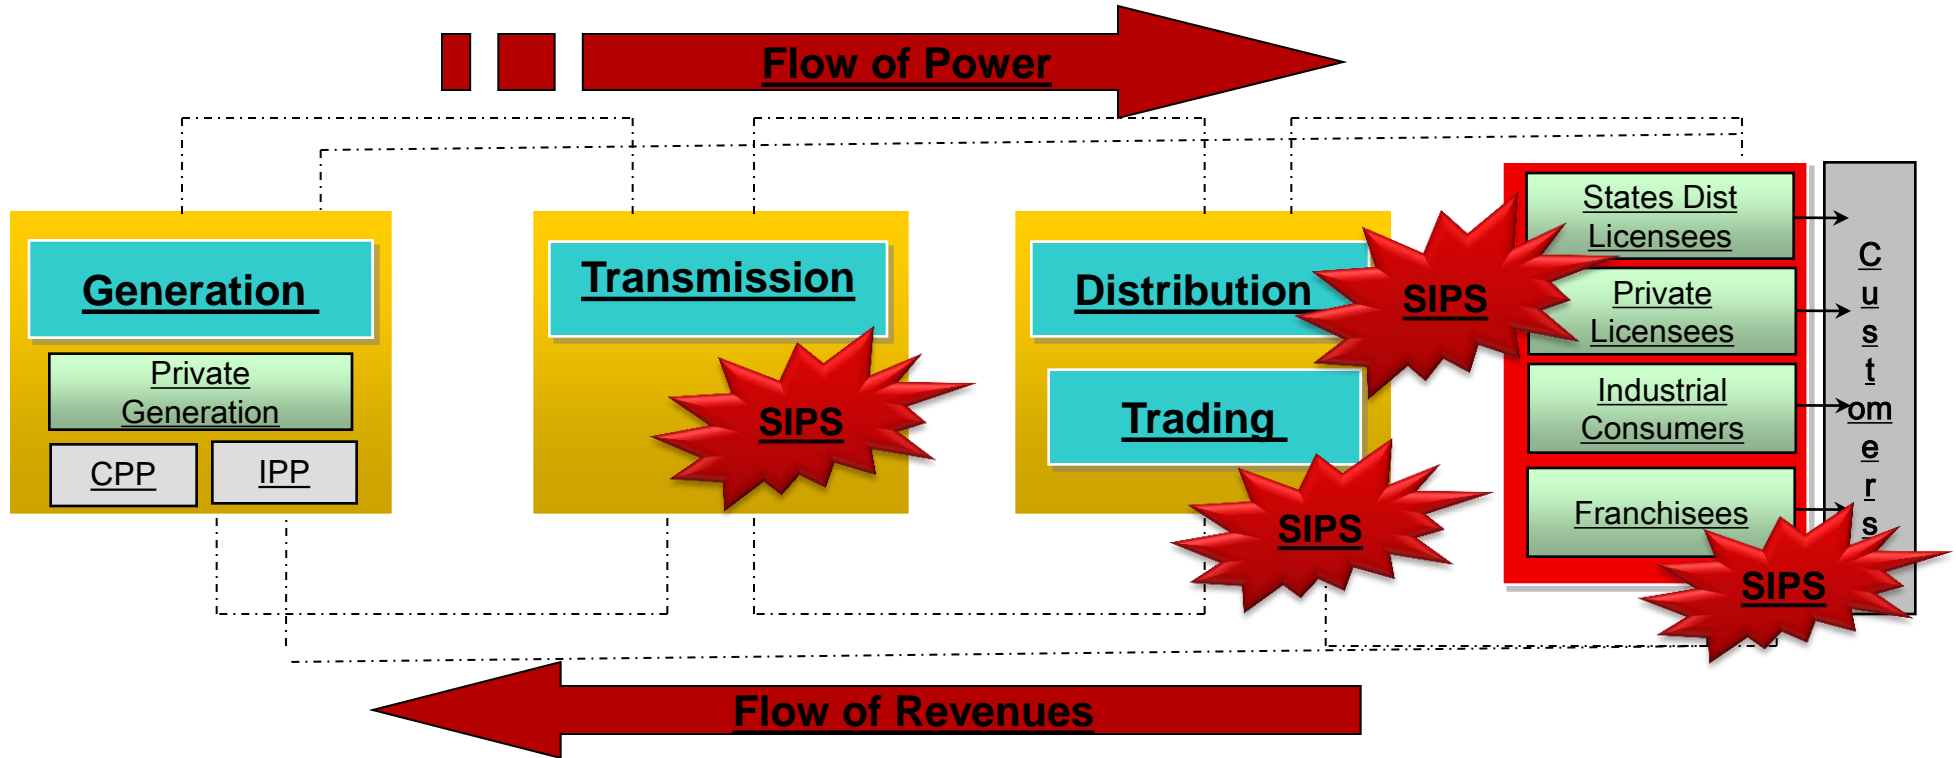 Flow of Power
Generation
Private
Generation
CPP
IPP
Transmission
SIPS
Distribution
SIPS
Trading
SIPS
States Dist
Licensees
Private
Licensees
Industrial
Consumers
Franchisees
SIPS
C
u
s
t
om
e
r
s
Flow of Revenues